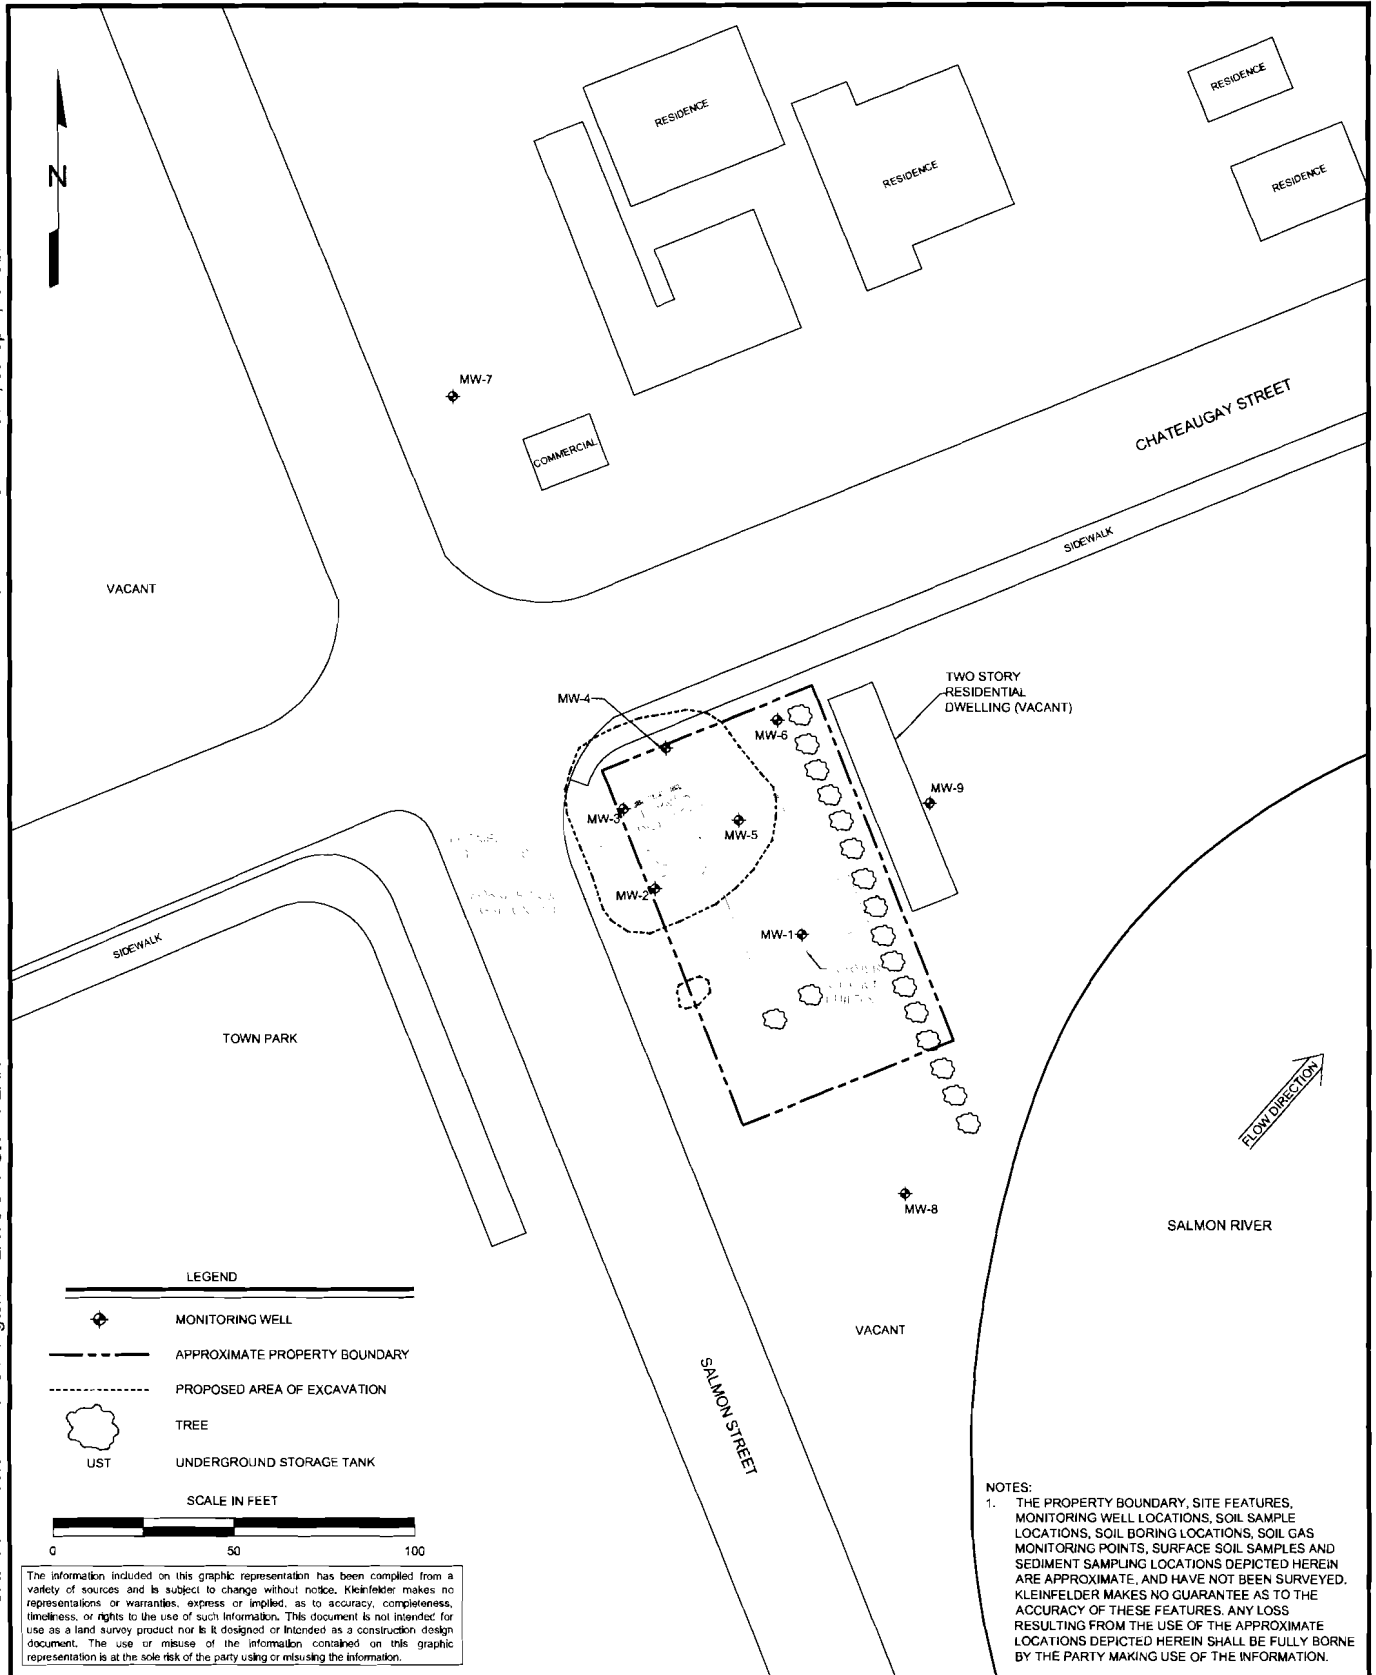 N
RESIDENCE
RESIDENCE
RESIDENCE
RESIDENCE
MW-7
COMMERCIAL
CHATEAUGAY STREET
SIDEWALK
VACANT
TWO STORY
RESIDENTIAL
DWELLING (VACANT)
MW-4
MW-6
MW-9
MW-3
MW-5
MW-2
MW-1
SIDEWALK
TOWN PARK
FLOW DIRECTION
MW-8
SALMON RIVER
VACANT
SALMON STREET
LEGEND
MONITORING WELL
APPROXIMATE PROPERTY BOUNDARY
PROPOSED AREA OF EXCAVATION
TREE
UST UNDERGROUND STORAGE TANK
SCALE IN FEET
0 50 100
The information included on this graphic representation has been compiled from a
variety of sources and is subject to change without notice. Kleinfelder makes no
representations or warranties, express or implied, as to accuracy, completeness,
timeliness, or rights to the use of such information. This document is not intended for
use as a land survey product nor is it designed or intended as a construction design
document. The use or misuse of the information contained on this graphic
representation is at the sole risk of the party using or misusing the information.
NOTES:
1. THE PROPERTY BOUNDARY, SITE FEATURES,
MONITORING WELL LOCATIONS, SOIL SAMPLE
LOCATIONS, SOIL BORING LOCATIONS, SOIL GAS
MONITORING POINTS, SURFACE SOIL SAMPLES AND
SEDIMENT SAMPLING LOCATIONS DEPICTED HEREIN
ARE APPROXIMATE, AND HAVE NOT BEEN SURVEYED.
KLEINFELDER MAKES NO GUARANTEE AS TO THE
ACCURACY OF THESE FEATURES. ANY LOSS
RESULTING FROM THE USE OF THE APPROXIMATE
LOCATIONS DEPICTED HEREIN SHALL BE FULLY BORNE
BY THE PARTY MAKING USE OF THE INFORMATION.